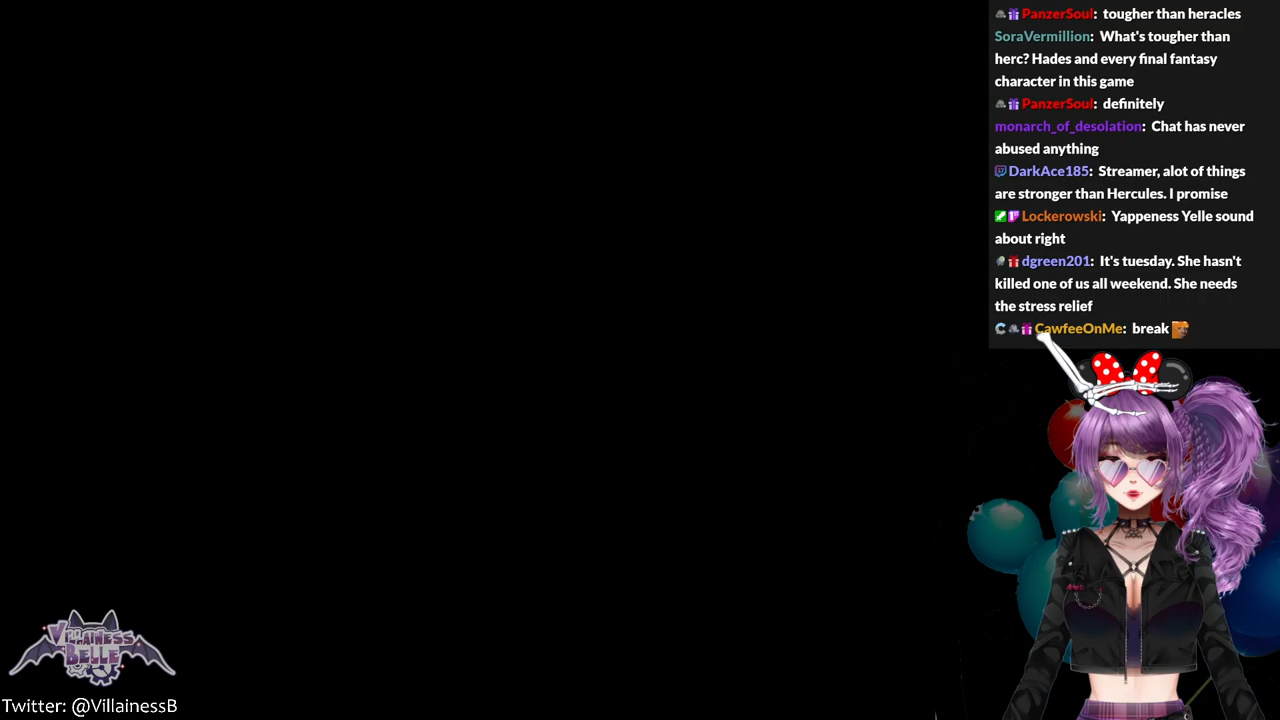 PanzerSoul: tougher than heracles
SoraVermillion: What's tougher than
herc? Hades and every final fantasy
character in this game
PanzerSoul: definitely
monarch_of_desolation: Chat has never
abused anything
DarkAce185: Streamer, alot of things
are stronger than Hercules. I promise
Lockerowski: Yappeness Yelle sound
about right
dgreen201: It's tuesday. She hasn't
killed one of us all weekend. She needs
the stress relief
CawfeeOnMe: break
VILLAINESS
BELLE
Twitter: @VillainessB